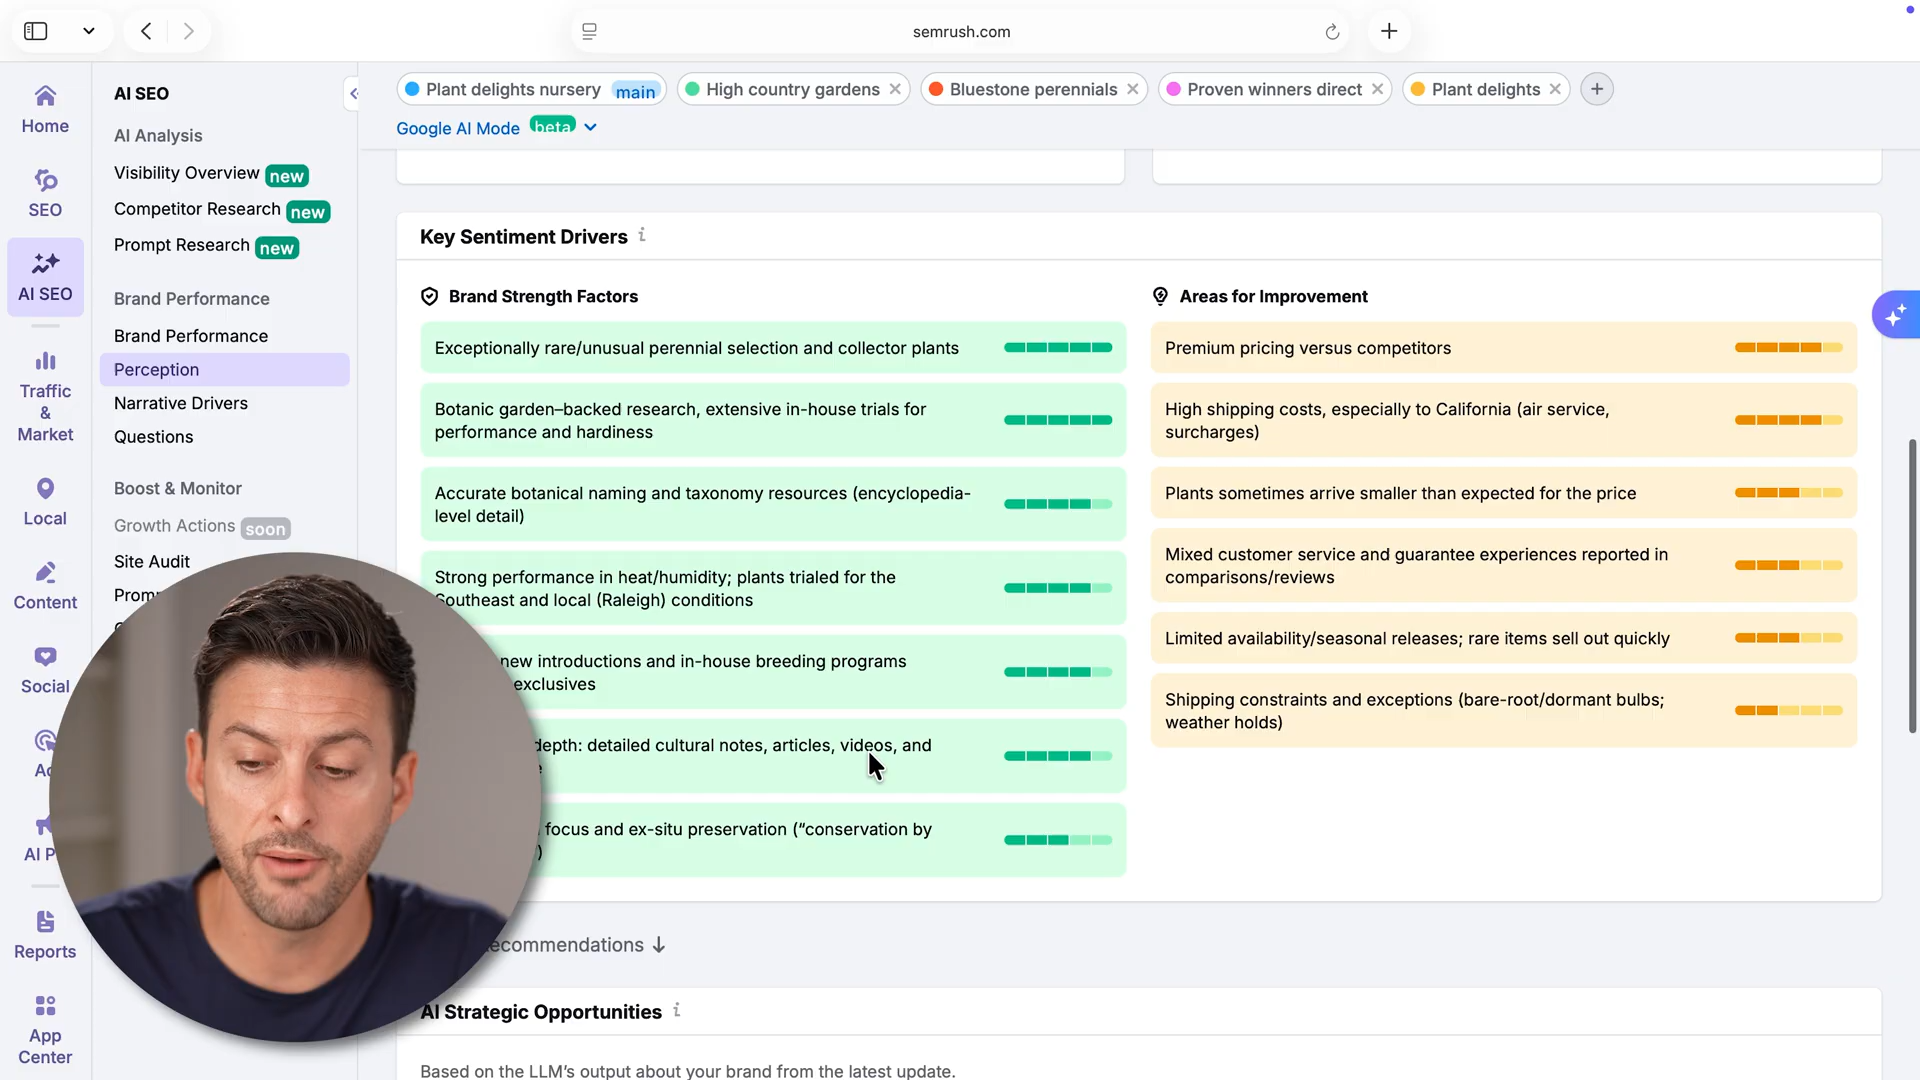 semrush.com
Home
SEO
AI SEO
Traffic
&
Market
Local
Content
Social
Reports
App
Center
AI SEO
AI Analysis
Visibility Overview new
Competitor Research new
Prompt Research new
Brand Performance
Brand Performance
Perception
Narrative Drivers
Questions
Boost & Monitor
Growth Actions soon
Site Audit
Plant delights nursery main
High country gardens
Bluestone perennials
Proven winners direct
Plant delights
Google AI Mode beta
Key Sentiment Drivers
Brand Strength Factors
Exceptionally rare/unusual perennial selection and collector plants
Botanic garden–backed research, extensive in-house trials for
performance and hardiness
Accurate botanical naming and taxonomy resources (encyclopedia-
level detail)
Strong performance in heat/humidity; plants trialed for the
Southeast and local (Raleigh) conditions
new introductions and in-house breeding programs
exclusives
depth: detailed cultural notes, articles, videos, and
focus and ex-situ preservation (“conservation by
)
Areas for Improvement
Premium pricing versus competitors
High shipping costs, especially to California (air service,
surcharges)
Plants sometimes arrive smaller than expected for the price
Mixed customer service and guarantee experiences reported in
comparisons/reviews
Limited availability/seasonal releases; rare items sell out quickly
Shipping constraints and exceptions (bare-root/dormant bulbs;
weather holds)
ecommendations ↓
AI Strategic Opportunities
Based on the LLM’s output about your brand from the latest update.